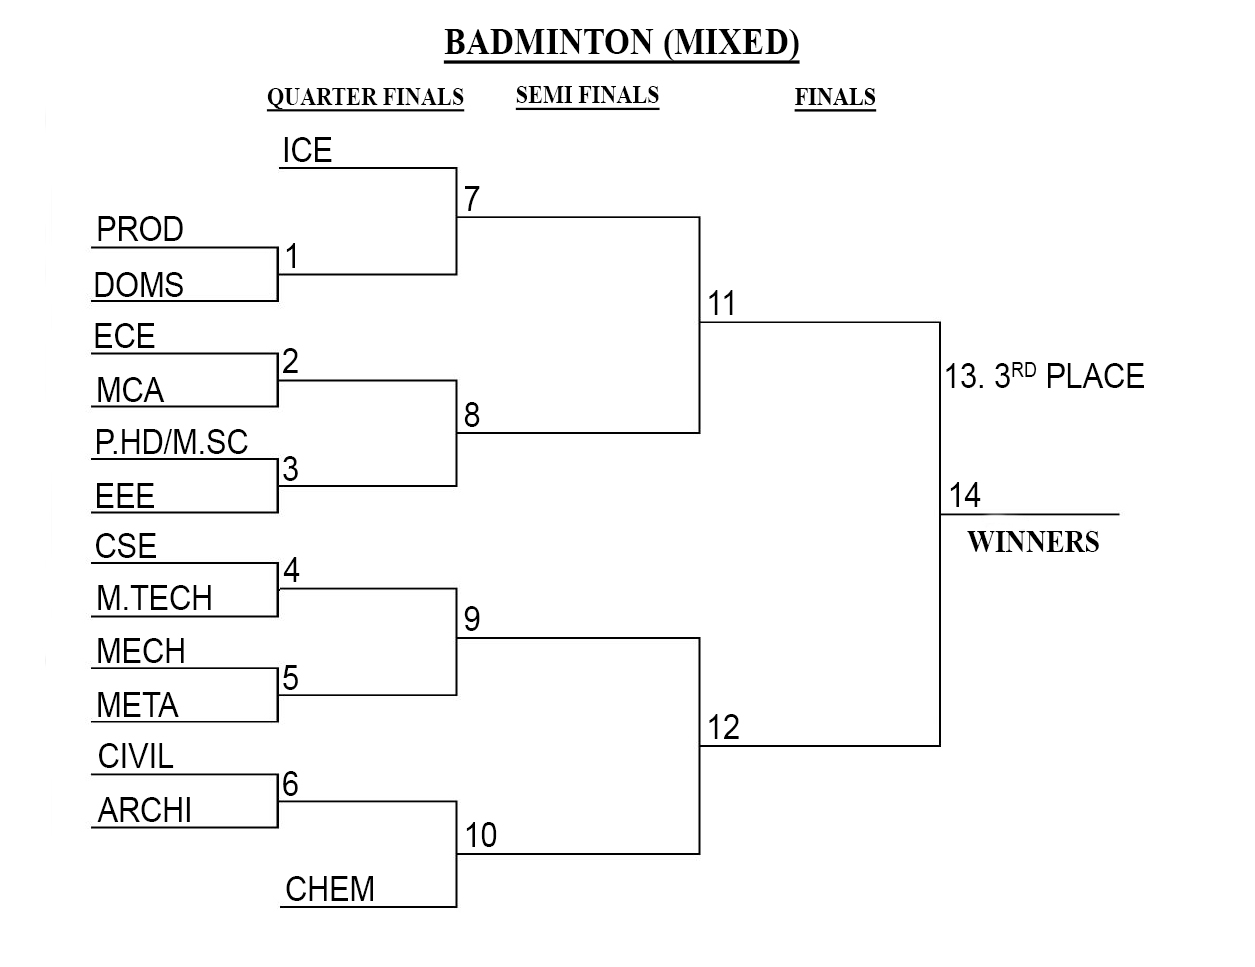 BADMINTON (MIXED)
QUARTER FINALS
SEMI FINALS
FINALS
ICE
7
PROD
1
DOMS
11
ECE
2
MCA
13. 3RD PLACE
8
P.HD/M.SC
3
EEE
14
WINNERS
CSE
4
M.TECH
9
MECH
5
META
12
CIVIL
6
ARCHI
10
CHEM